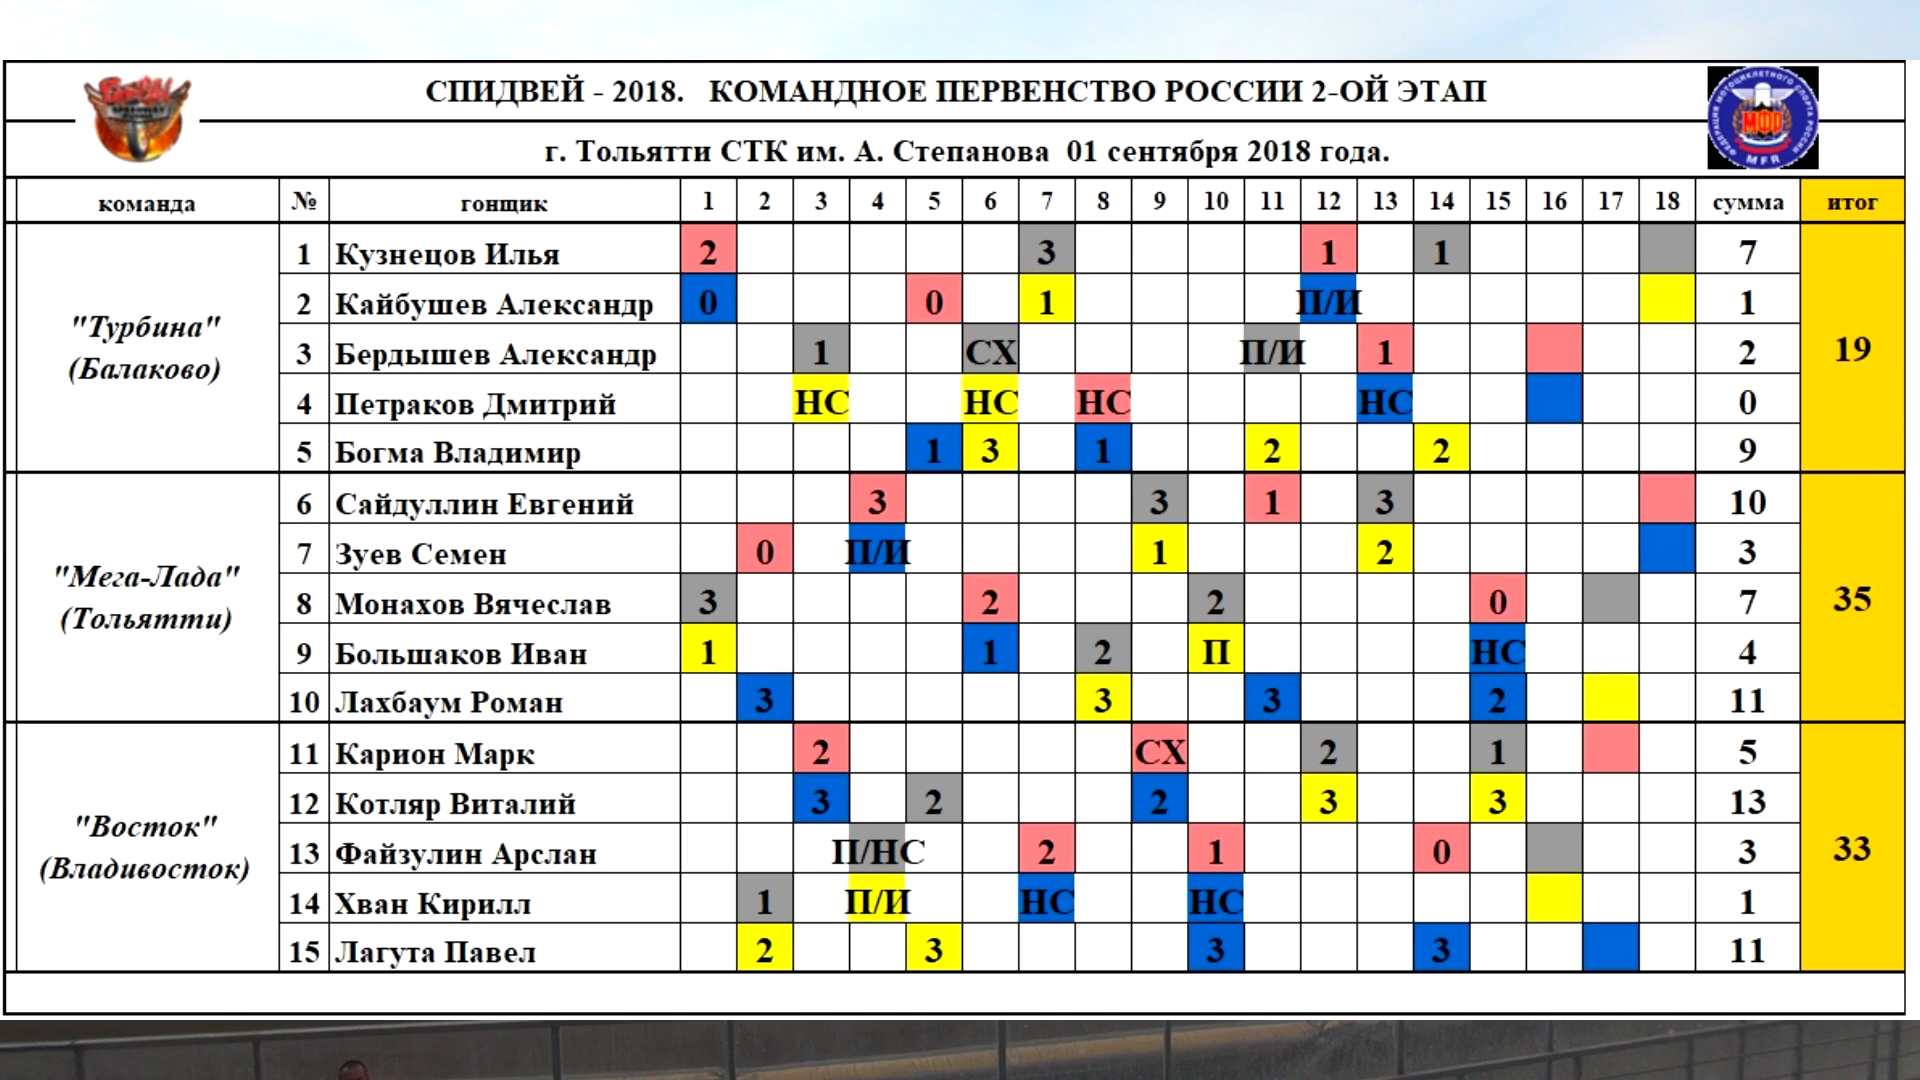 СПИДВЕЙ - 2018. КОМАНДНОЕ ПЕРВЕНСТВО РОССИИ 2-ОЙ ЭТАП
г. Тольятти СТК им. А. Степанова 01 сентября 2018 года.
ФЕДЕРАЦИЯ МОТОЦИКЛЕТНОГО СПОРТА РОССИИ
МФР
MFR
команда № гонщик 1 2 3 4 5 6 7 8 9 10 11 12 13 14 15 16 17 18 сумма итог
"Турбина"
(Балаково)
1 Кузнецов Илья 2 3 1 1 7
2 Кайбушев Александр 0 0 1 П/И 1
3 Бердышев Александр 1 СХ П/И 1 2
4 Петраков Дмитрий НС НС НС НС 0
5 Богма Владимир 1 3 1 2 2 9
19
"Мега-Лада"
(Тольятти)
6 Сайдуллин Евгений 3 3 1 3 10
7 Зуев Семен 0 П/И 1 2 3
8 Монахов Вячеслав 3 2 2 0 7
9 Большаков Иван 1 1 2 П НС 4
10 Лахбаум Роман 3 3 3 2 11
35
"Восток"
(Владивосток)
11 Карион Марк 2 СХ 2 1 5
12 Котляр Виталий 3 2 2 3 3 13
13 Файзулин Арслан П/НС 2 1 0 3
14 Хван Кирилл 1 П/И НС НС 1
15 Лагута Павел 2 3 3 3 11
33